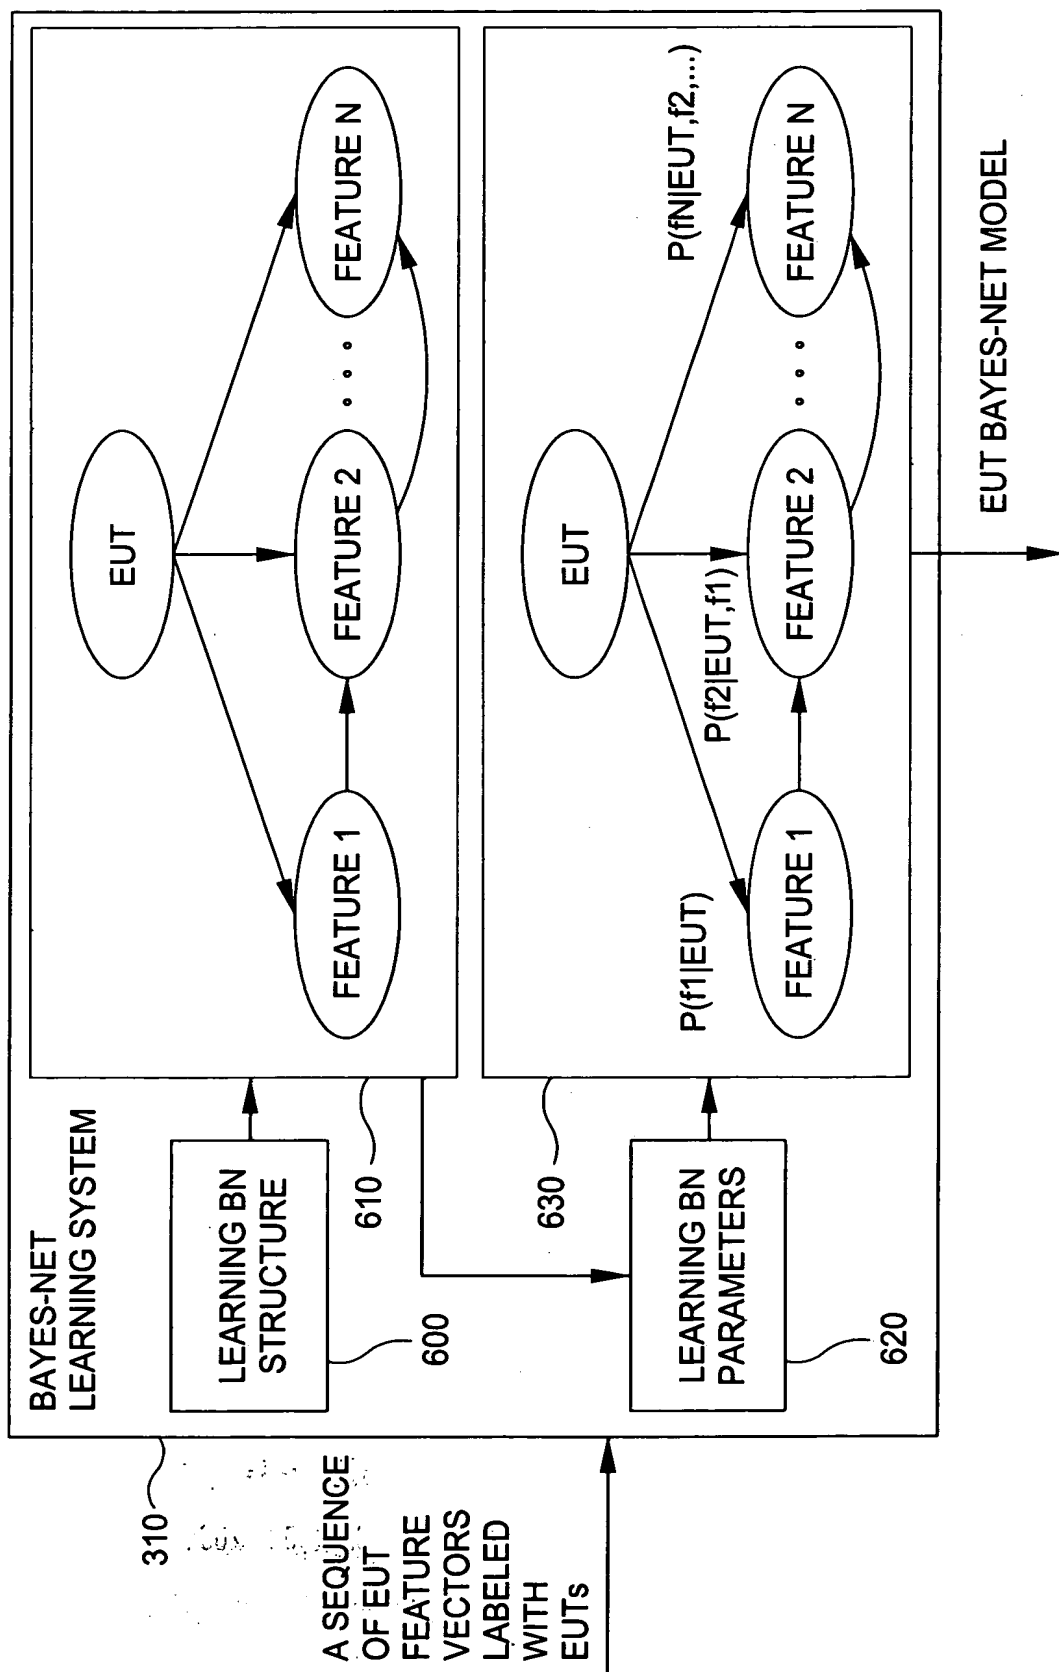 BAYES-NET
LEARNING SYSTEM
310
A SEQUENCE
OF EUT
FEATURE
VECTORS
LABELED
WITH
EUTs
LEARNING BN
STRUCTURE
600
610
EUT
FEATURE 1
FEATURE 2
FEATURE N
LEARNING BN
PARAMETERS
620
630
EUT
P(f1|EUT)
P(f2|EUT,f1)
P(fN|EUT,f2,...)
FEATURE 1
FEATURE 2
FEATURE N
EUT BAYES-NET MODEL